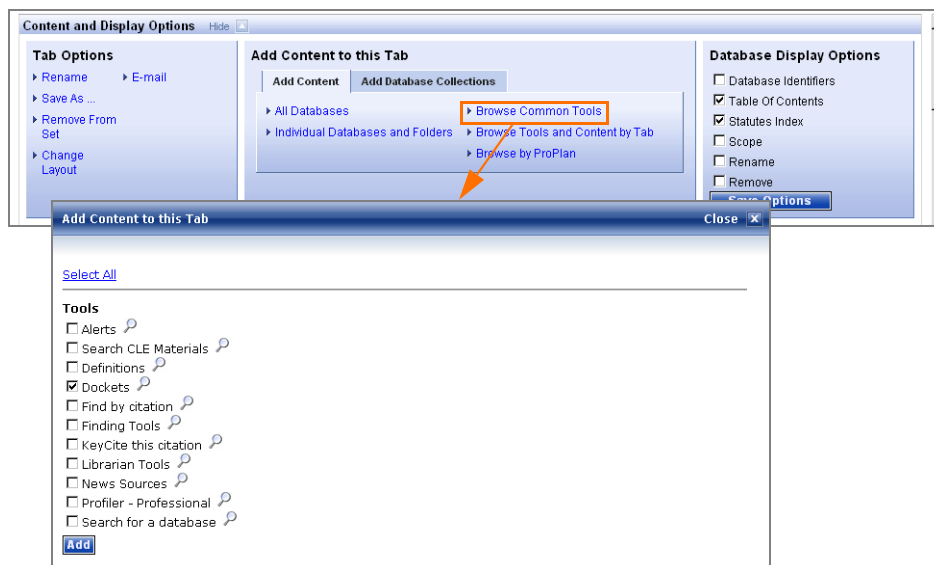 Content and Display Options Hide
Tab Options
Rename E-mail
Save As ...
Remove From
Set
Change
Layout
Add Content to this Tab
Add Content Add Database Collections
All Databases Browse Common Tools
Individual Databases and Folders Browse Tools and Content by Tab
Browse by ProPlan
Database Display Options
Database Identifiers
Table Of Contents
Statutes Index
Scope
Rename
Remove
Save Options
Add Content to this Tab Close X
Select All
Tools
Alerts
Search CLE Materials
Definitions
Dockets
Find by citation
Finding Tools
KeyCite this citation
Librarian Tools
News Sources
Profiler - Professional
Search for a database
Add